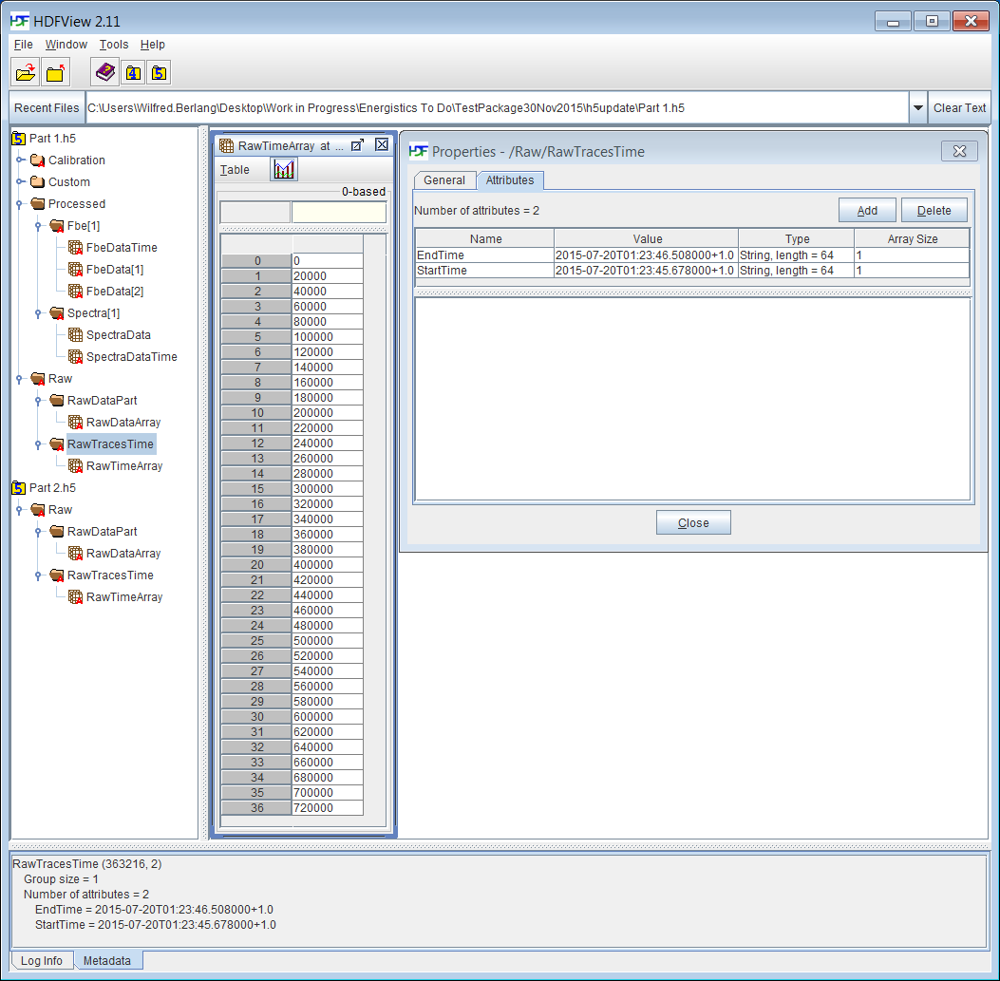 HDF HDFView 2.11
File Window Tools Help
4 5
Recent Files C:\Users\Wilfred.Berlang\Desktop\Work in Progress\Energistics To Do\TestPackage30Nov2015\h5update\Part 1.h5 Clear Text
5 Part 1.h5
Calibration
Custom
Processed
Fbe[1]
FbeDataTime
FbeData[1]
FbeData[2]
Spectra[1]
SpectraData
SpectraDataTime
Raw
RawDataPart
RawDataArray
RawTracesTime
RawTimeArray
5 Part 2.h5
Raw
RawDataPart
RawDataArray
RawTracesTime
RawTimeArray
RawTimeArray at ...
Table
0-based
0 0
1 20000
2 40000
3 60000
4 80000
5 100000
6 120000
7 140000
8 160000
9 180000
10 200000
11 220000
12 240000
13 260000
14 280000
15 300000
16 320000
17 340000
18 360000
19 380000
20 400000
21 420000
22 440000
23 460000
24 480000
25 500000
26 520000
27 540000
28 560000
29 580000
30 600000
31 620000
32 640000
33 660000
34 680000
35 700000
36 720000
HDF Properties - /Raw/RawTracesTime
General Attributes
Number of attributes = 2 Add Delete
Name Value Type Array Size
EndTime 2015-07-20T01:23:46.508000+1.0 String, length = 64 1
StartTime 2015-07-20T01:23:45.678000+1.0 String, length = 64 1
Close
RawTracesTime (363216, 2)
Group size = 1
Number of attributes = 2
EndTime = 2015-07-20T01:23:46.508000+1.0
StartTime = 2015-07-20T01:23:45.678000+1.0
Log Info Metadata